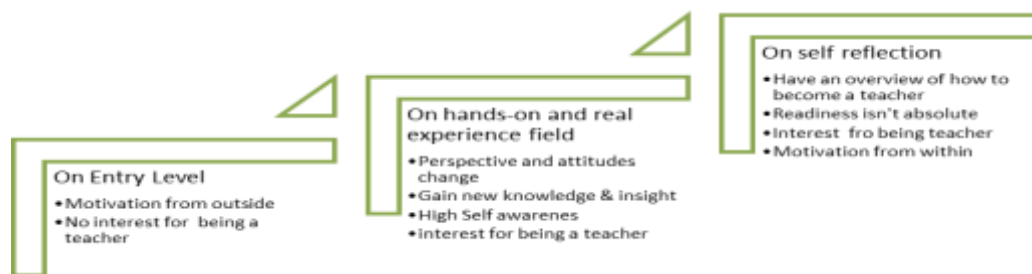 On Entry Level
•Motivation from outside
•No interest for being a
teacher
On hands-on and real
experience field
•Perspective and attitudes
change
•Gain new knowledge & insight
•High Self awarenes
•interest for being a teacher
On self reflection
•Have an overview of how to
become a teacher
•Readiness isn't absolute
•Interest fro being teacher
•Motivation from within